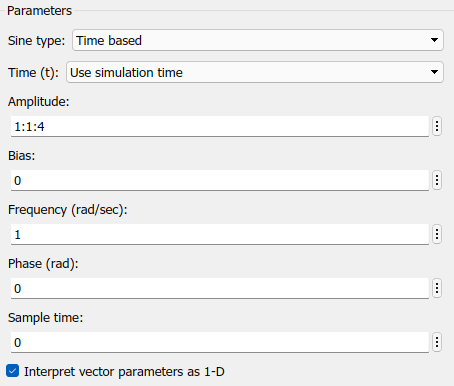 Parameters
Sine type: Time based
Time (t): Use simulation time
Amplitude:
1:1:4
Bias:
0
Frequency (rad/sec):
1
Phase (rad):
0
Sample time:
0
Interpret vector parameters as 1-D